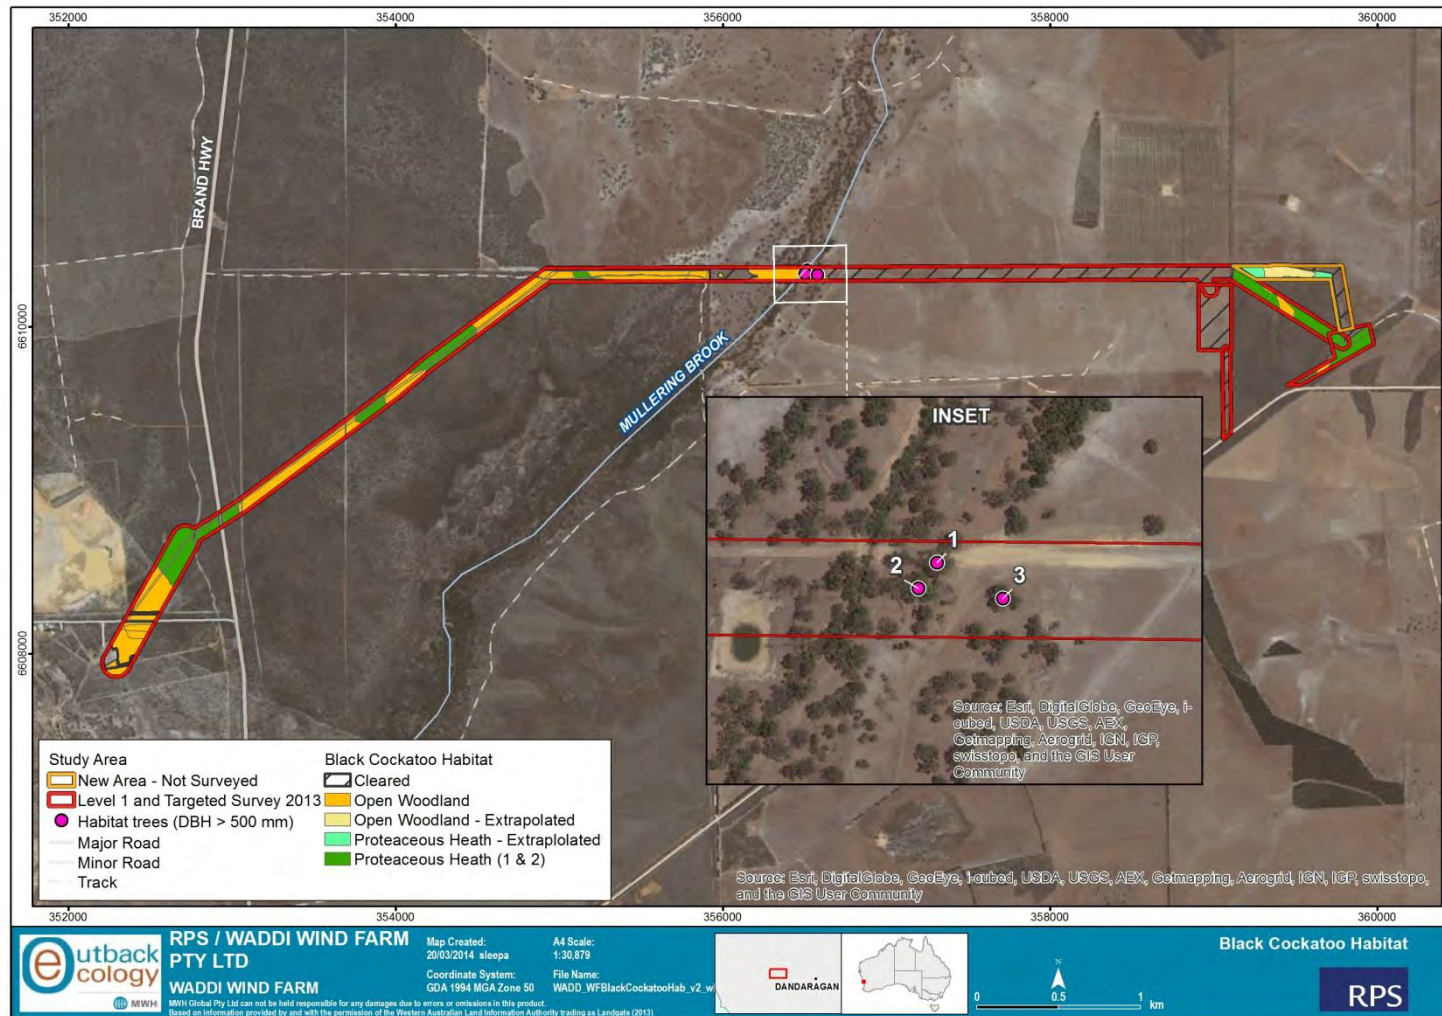 352000 354000 356000 358000 360000
BRAND HWY
6610000
MULLERING BROOK
INSET
1
2
3
Source: Esri, DigitalGlobe, GeoEye, i-
cubed, USDA, USGS, AEX,
Getmapping, Aerogrid, IGN, IGP,
swisstopo, and the GIS User
Community
6608000
Study Area
New Area - Not Surveyed
Level 1 and Targeted Survey 2013
Habitat trees (DBH > 500 mm)
Major Road
Minor Road
Track
Black Cockatoo Habitat
Cleared
Open Woodland
Open Woodland - Extrapolated
Proteaceous Heath - Extraplolated
Proteaceous Heath (1 & 2)
Source: Esri, DigitalGlobe, GeoEye, i-cubed, USDA, USGS, AEX, Getmapping, Aerogrid, IGN, IGP, swisstopo,
and the GIS User Community
352000 354000 356000 358000 360000
outback
ecology
MWH
RPS / WADDI WIND FARM
PTY LTD
WADDI WIND FARM
Map Created:
20/03/2014 sleepa
Coordinate System:
GDA 1994 MGA Zone 50
A4 Scale:
1:30,879
File Name:
WADD_WFBlackCockatooHab_v2_w
MWH Global Pty Ltd can not be held responsible for any damages due to errors or omissions in this product.
Based on information provided by and with the permission of the Western Australian Land Information Authority trading as Landgate (2013)
DANDARAGAN
N
0 0.5 1
km
Black Cockatoo Habitat
RPS